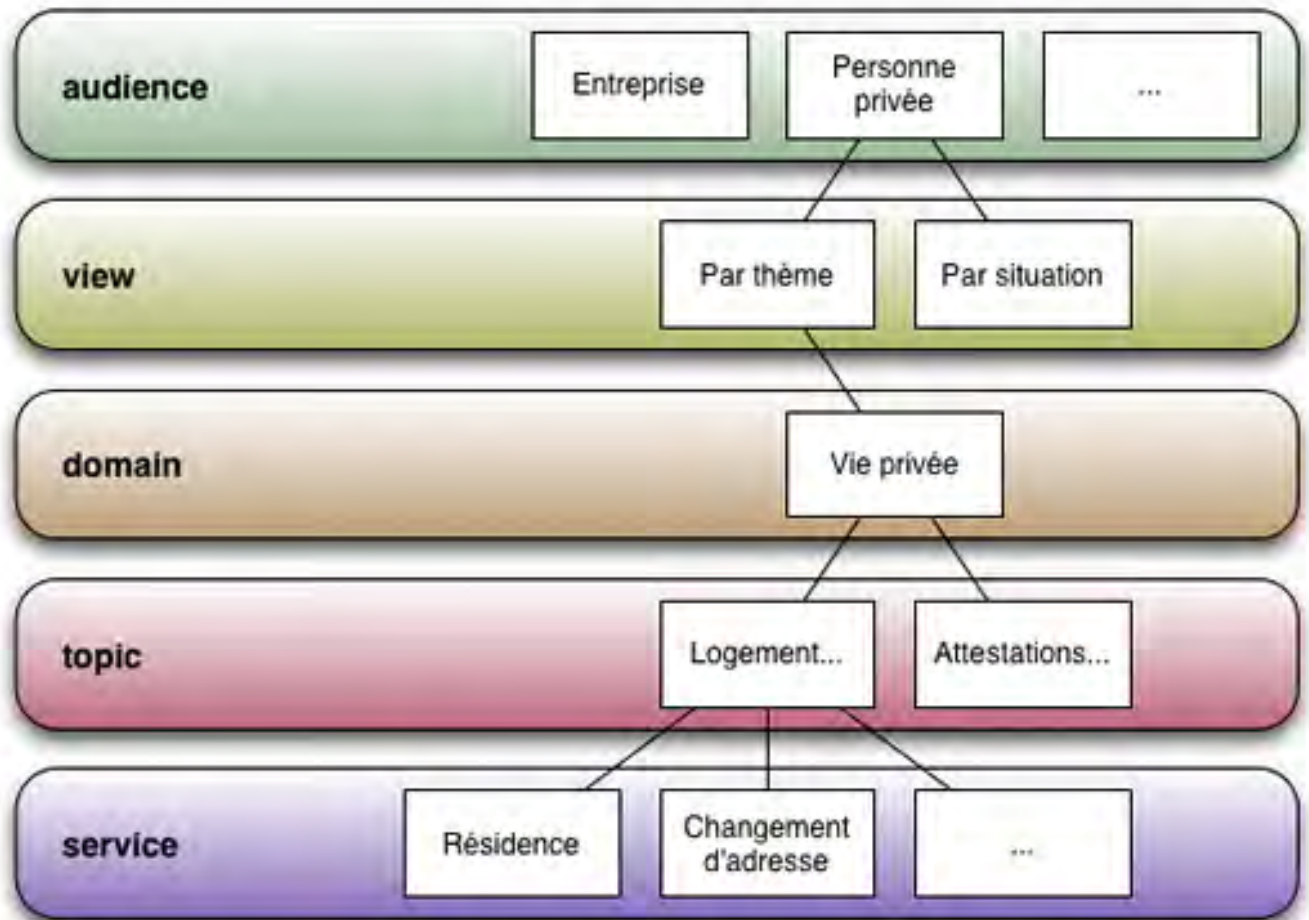 audience
Entreprise
Personne
privée
...
view
Par thème
Par situation
domain
Vie privée
topic
Logement...
Attestations...
service
Résidence
Changement
d'adresse
...